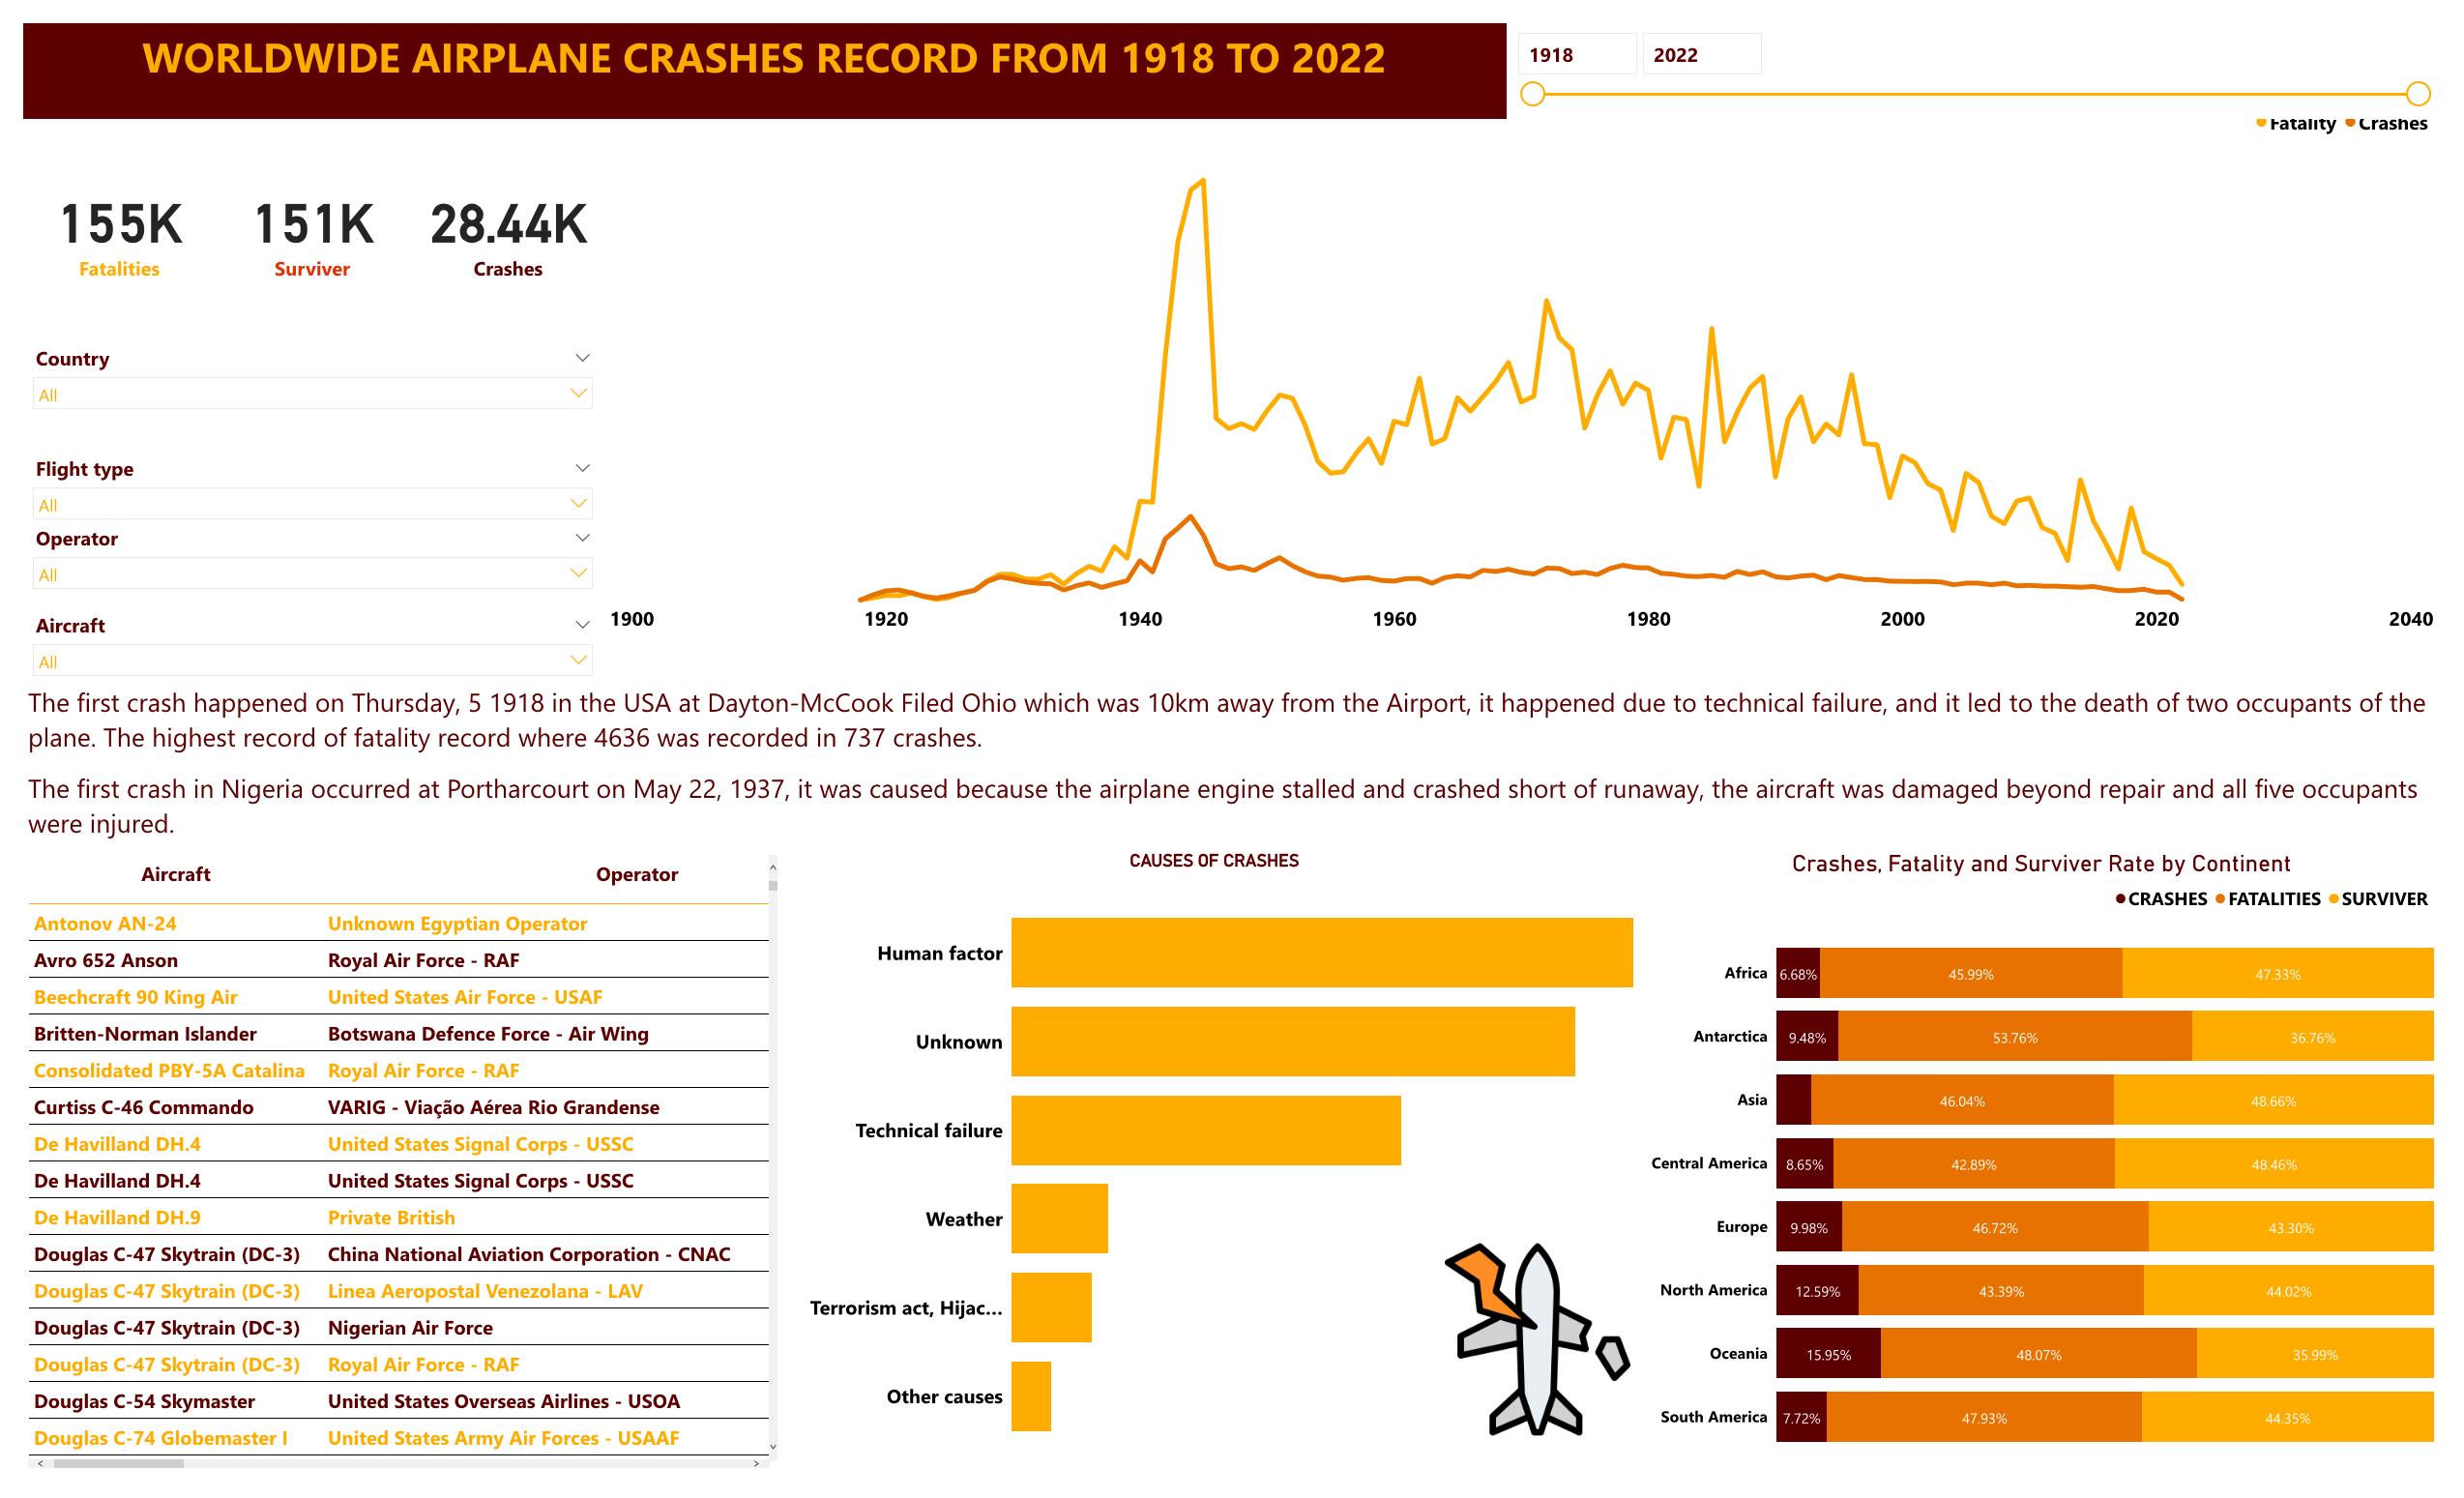 WORLDWIDE AIRPLANE CRASHES RECORD FROM 1918 TO 2022
1918
2022
Fatality
Crashes
155K
Fatalities
151K
Surviver
28.44K
Crashes
Country
All
Flight type
All
Operator
All
Aircraft
All
1900
1920
1940
1960
1980
2000
2020
2040
The first crash happened on Thursday, 5 1918 in the USA at Dayton-McCook Filed Ohio which was 10km away from the Airport, it happened due to technical failure, and it led to the death of two occupants of the
plane. The highest record of fatality record where 4636 was recorded in 737 crashes.
The first crash in Nigeria occurred at Portharcourt on May 22, 1937, it was caused because the airplane engine stalled and crashed short of runaway, the aircraft was damaged beyond repair and all five occupants
were injured.
Aircraft Operator
Antonov AN-24 Unknown Egyptian Operator
Avro 652 Anson Royal Air Force - RAF
Beechcraft 90 King Air United States Air Force - USAF
Britten-Norman Islander Botswana Defence Force - Air Wing
Consolidated PBY-5A Catalina Royal Air Force - RAF
Curtiss C-46 Commando VARIG - Viação Aérea Rio Grandense
De Havilland DH.4 United States Signal Corps - USSC
De Havilland DH.4 United States Signal Corps - USSC
De Havilland DH.9 Private British
Douglas C-47 Skytrain (DC-3) China National Aviation Corporation - CNAC
Douglas C-47 Skytrain (DC-3) Linea Aeropostal Venezolana - LAV
Douglas C-47 Skytrain (DC-3) Nigerian Air Force
Douglas C-47 Skytrain (DC-3) Royal Air Force - RAF
Douglas C-54 Skymaster United States Overseas Airlines - USOA
Douglas C-74 Globemaster I United States Army Air Forces - USAAF
CAUSES OF CRASHES
Human factor
Unknown
Technical failure
Weather
Terrorism act, Hijac...
Other causes
Crashes, Fatality and Surviver Rate by Continent
CRASHES FATALITIES SURVIVER
Africa 6.68% 45.99% 47.33%
Antarctica 9.48% 53.76% 36.76%
Asia 46.04% 48.66%
Central America 8.65% 42.89% 48.46%
Europe 9.98% 46.72% 43.30%
North America 12.59% 43.39% 44.02%
Oceania 15.95% 48.07% 35.99%
South America 7.72% 47.93% 44.35%